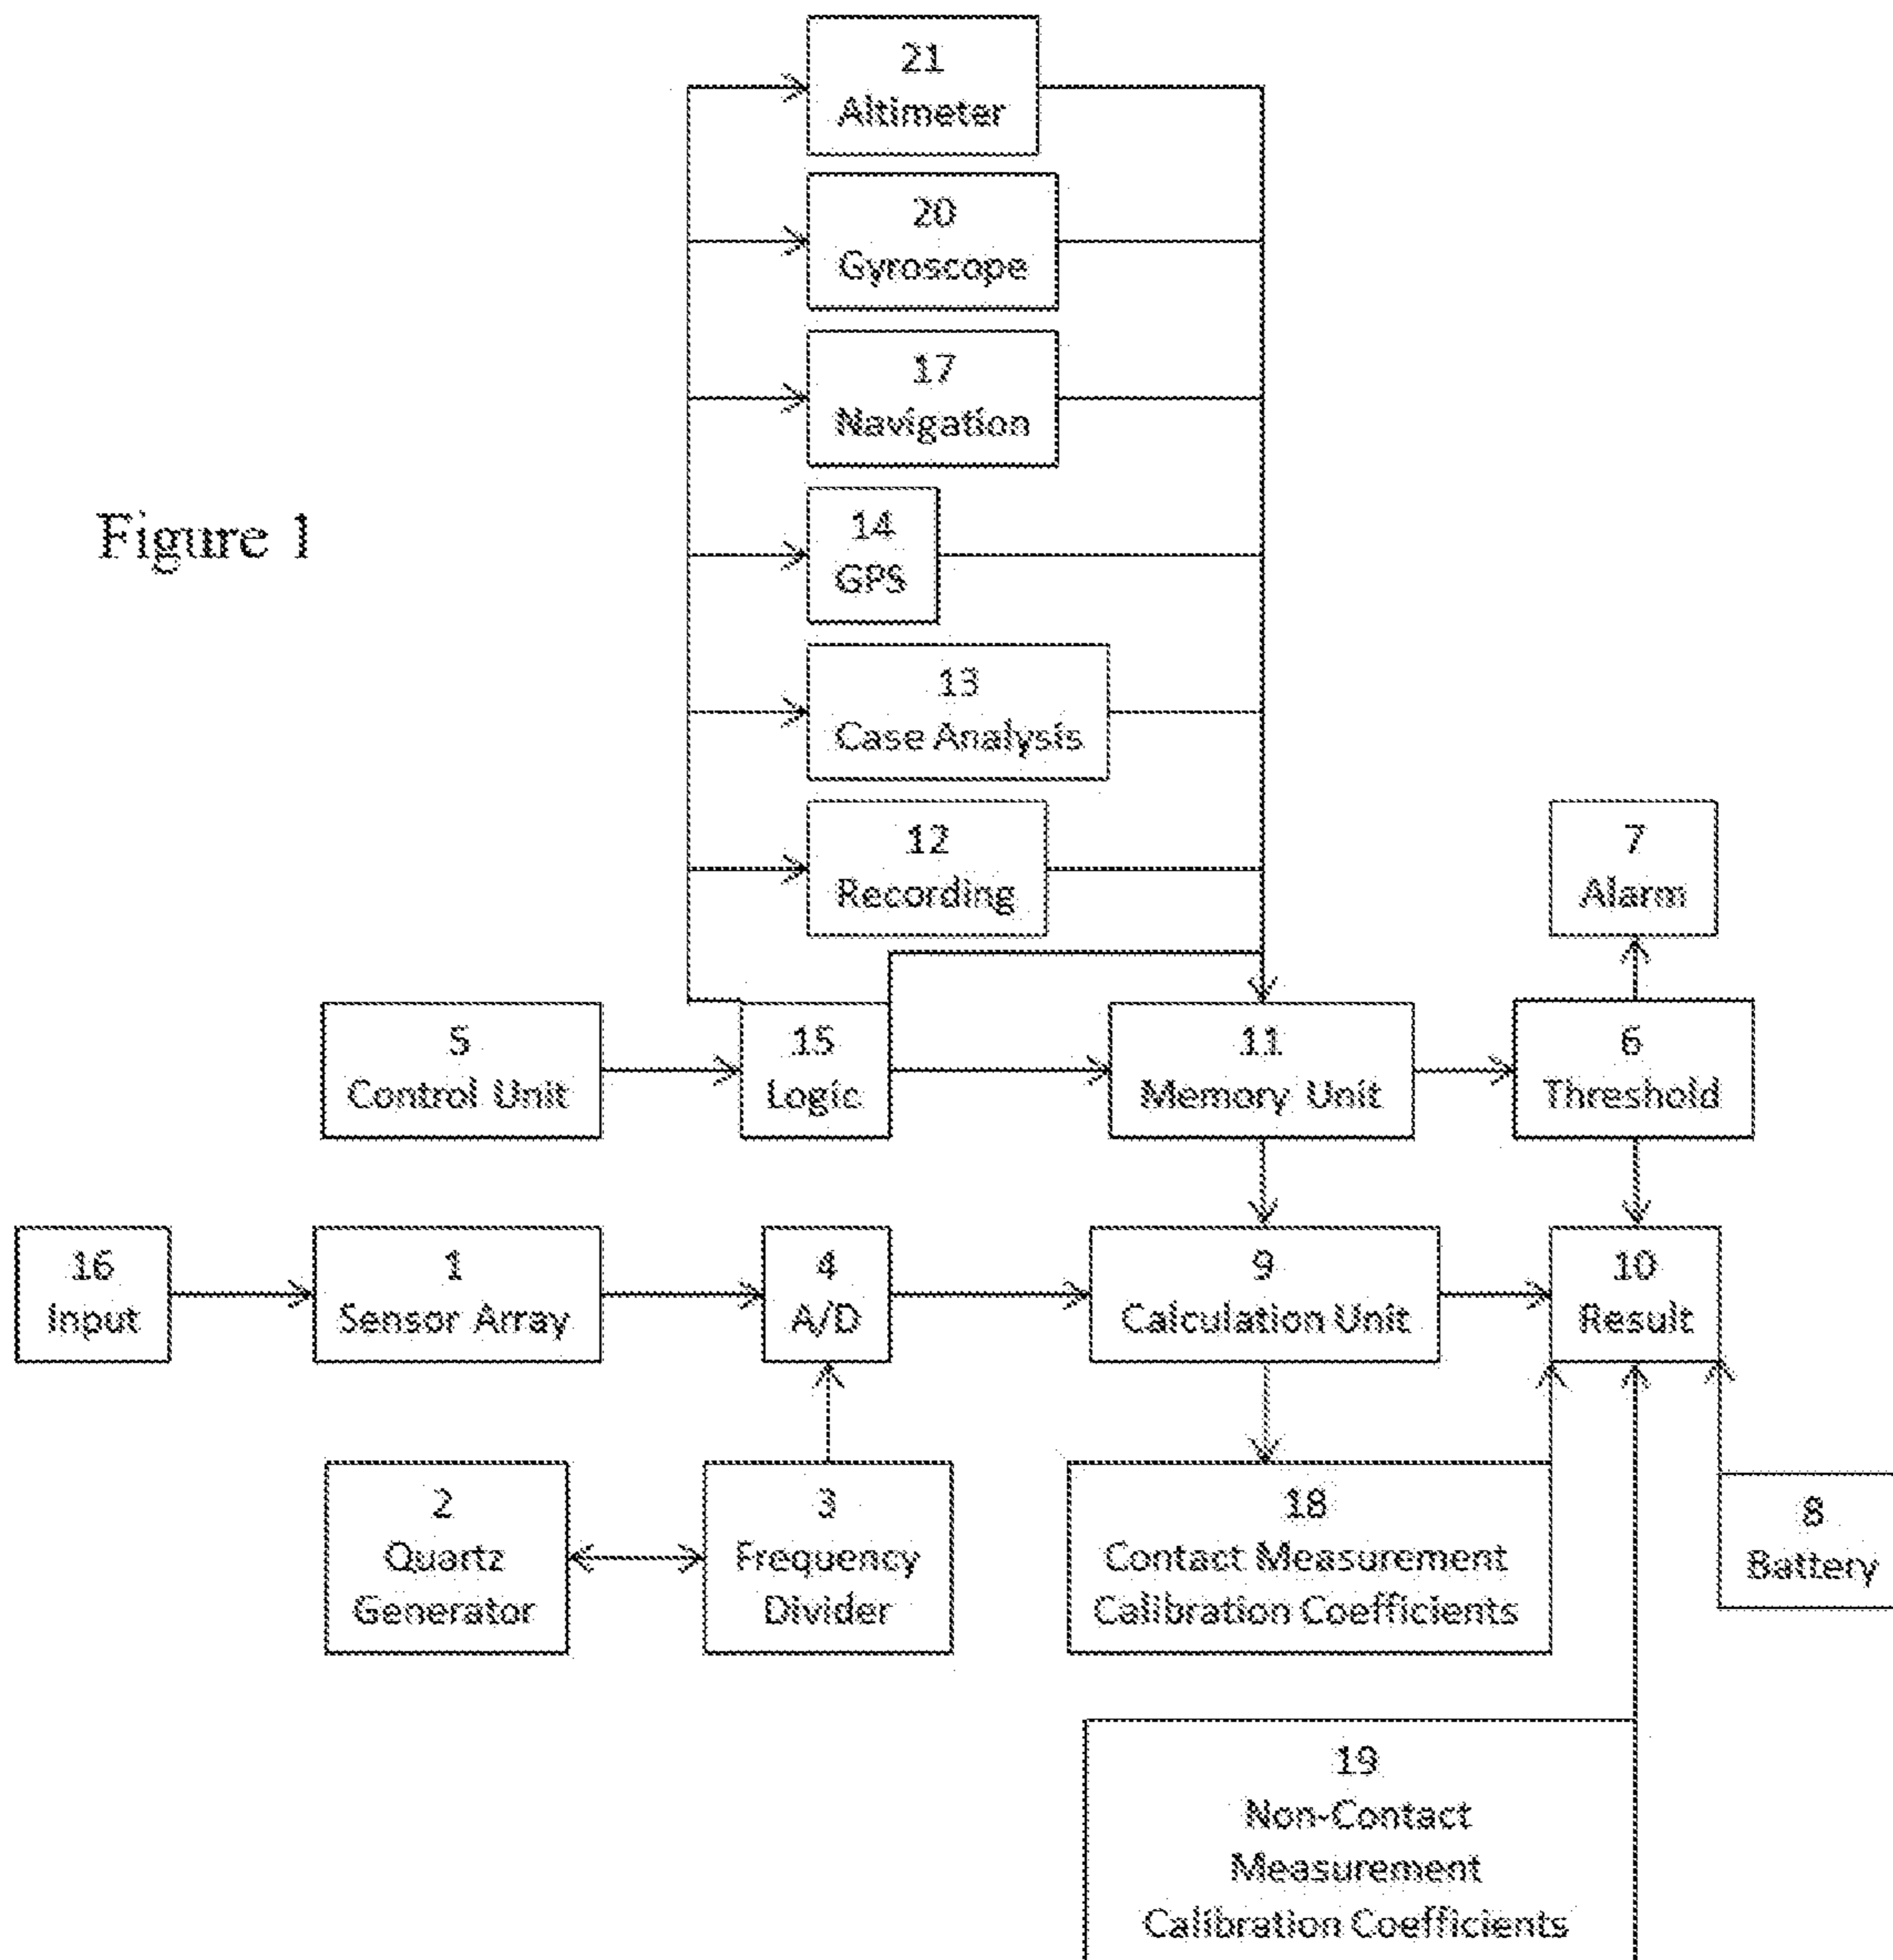 21
Altimeter
20
Gyroscope
17
Navigation
Figure 1
14
GPS
13
Case Analysis
12
Recording
7
Alarm
5
Control Unit
15
Logic
11
Memory Unit
6
Threshold
16
Input
1
Sensor Array
4
A/D
9
Calculation Unit
10
Result
2
Quartz
Generator
3
Frequency
Divider
18
Contact Measurement
Calibration Coefficients
8
Battery
19
Non-Contact
Measurement
Calibration Coefficients